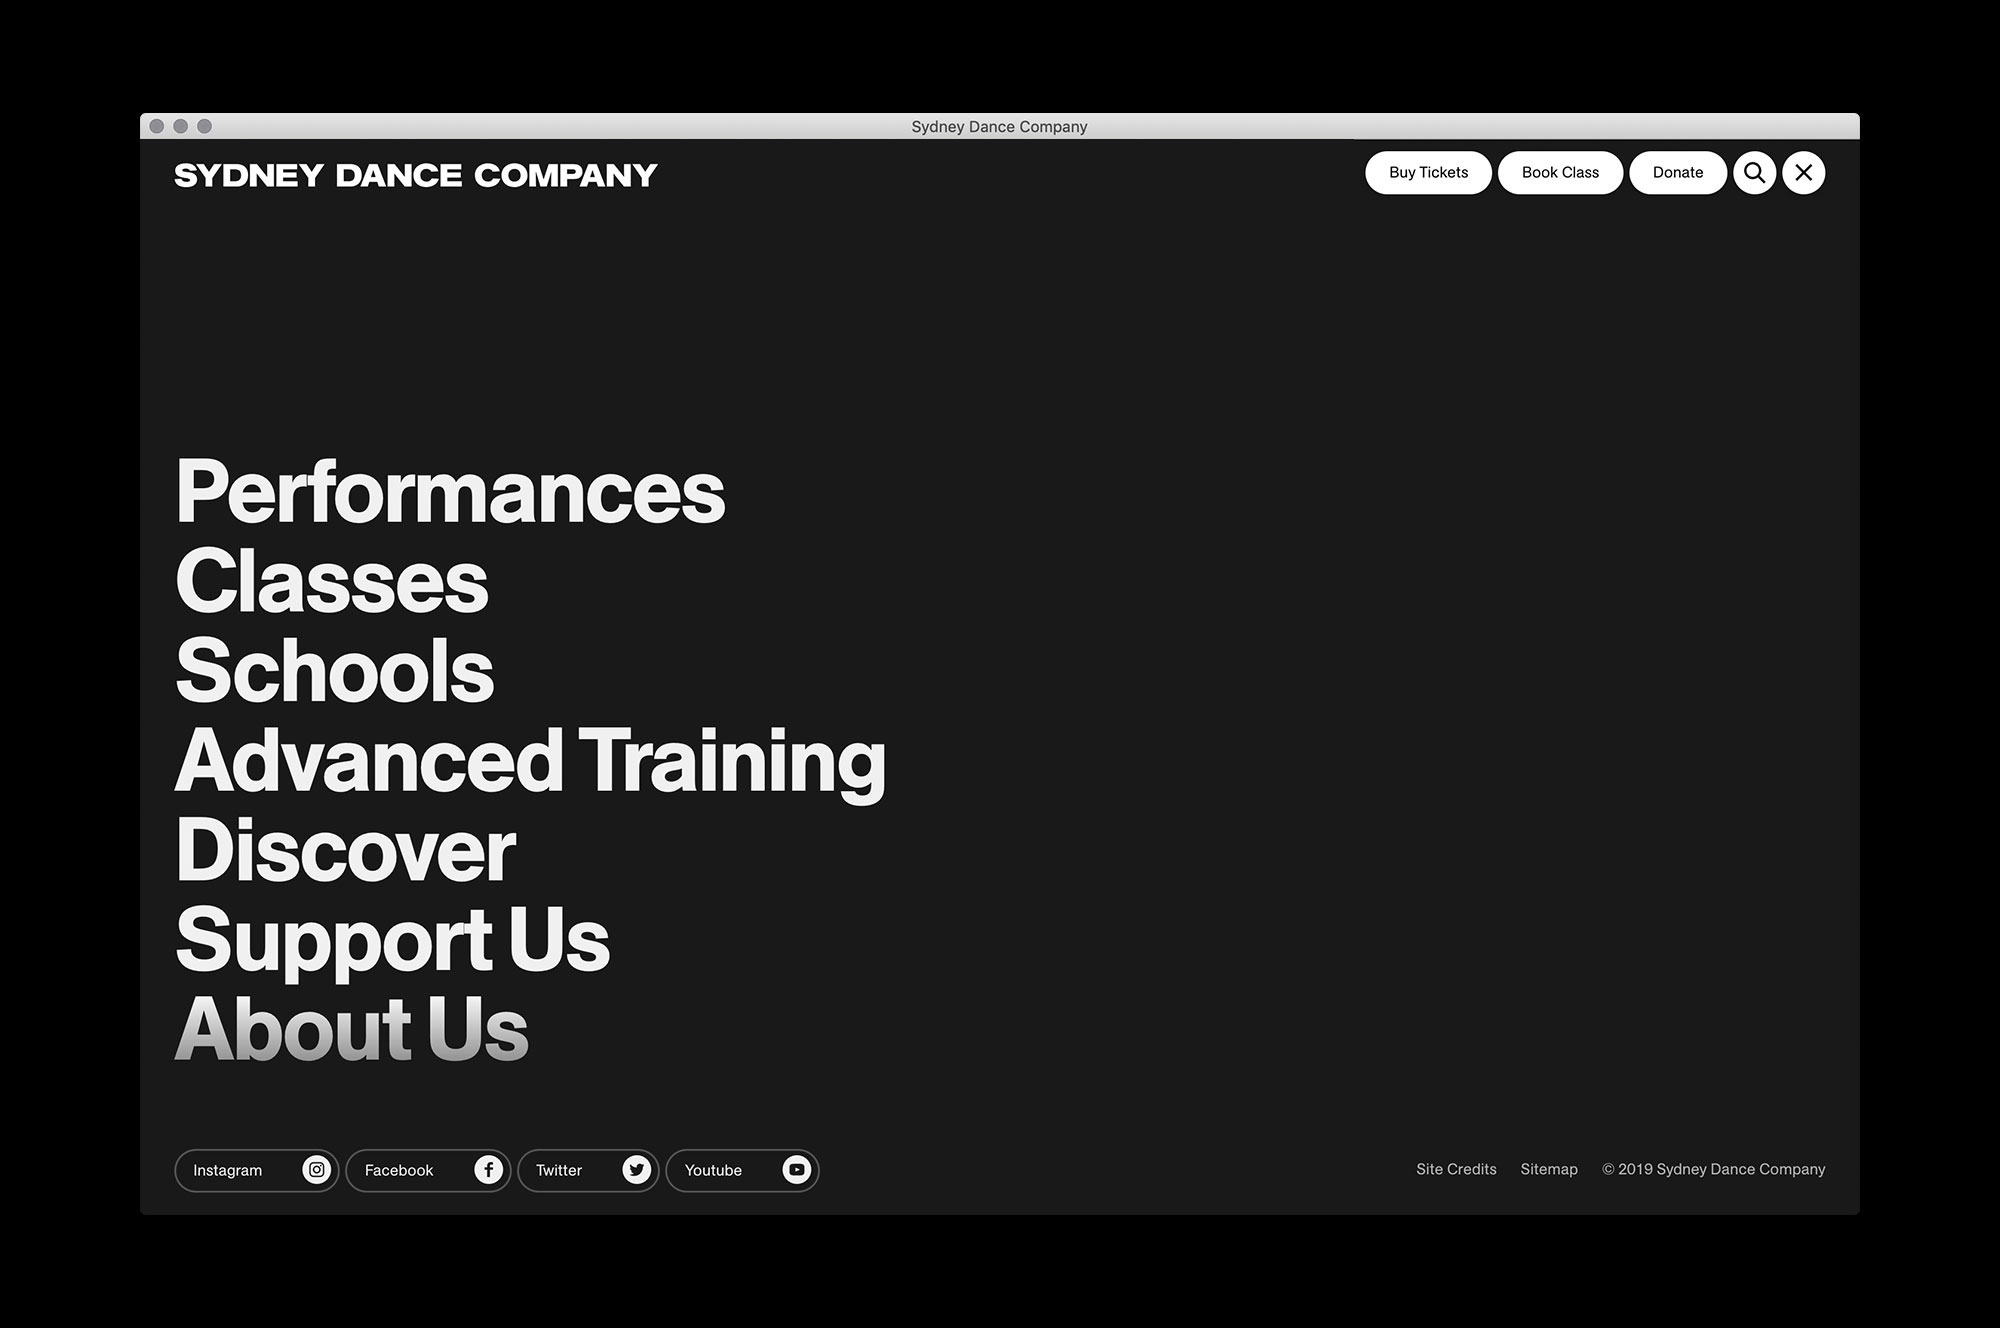 Sydney Dance Company
SYDNEY DANCE COMPANY
Buy Tickets
Book Class
Donate
Performances
Classes
Schools
Advanced Training
Discover
Support Us
About Us
Instagram
Facebook
Twitter
Youtube
Site Credits
Sitemap
© 2019 Sydney Dance Company